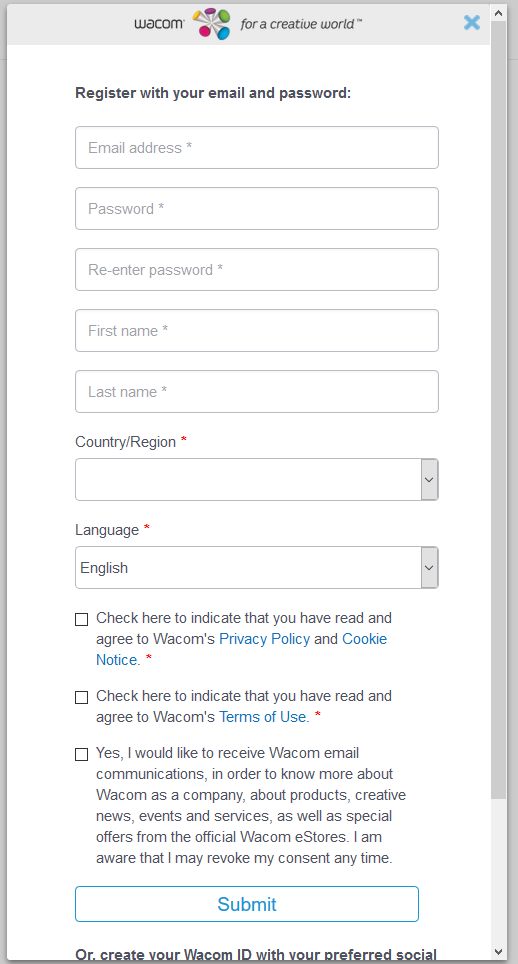 wacom for a creative world™
Register with your email and password:
Email address *
Password *
Re-enter password *
First name *
Last name *
Country/Region *
Language *
English
Check here to indicate that you have read and
agree to Wacom's Privacy Policy and Cookie
Notice. *
Check here to indicate that you have read and
agree to Wacom's Terms of Use. *
Yes, I would like to receive Wacom email
communications, in order to know more about
Wacom as a company, about products, creative
news, events and services, as well as special
offers from the official Wacom eStores. I am
aware that I may revoke my consent any time.
Submit
Or, create your Wacom ID with your preferred social